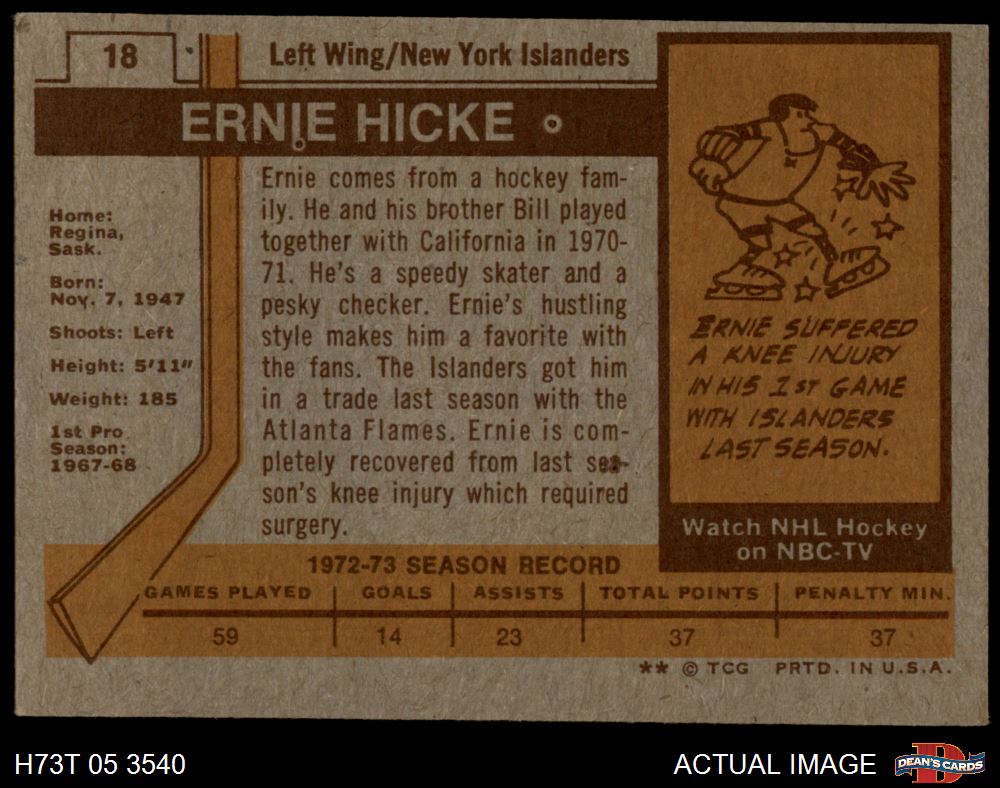 18
Left Wing/New York Islanders
ERNIE HICKE
Home:
Regina,
Sask.
Born:
Nov. 7, 1947
Shoots: Left
Height: 5'11"
Weight: 185
1st Pro
Season:
1967-68
Ernie comes from a hockey fam-
ily. He and his brother Bill played
together with California in 1970-
71. He's a speedy skater and a
pesky checker. Ernie's hustling
style makes him a favorite with
the fans. The Islanders got him
in a trade last season with the
Atlanta Flames. Ernie is com-
pletely recovered from last sea-
son's knee injury which required
surgery.
ERNIE SUFFERED
A KNEE INJURY
IN HIS 1ST GAME
WITH ISLANDERS
LAST SEASON.
Watch NHL Hockey
on NBC-TV
1972-73 SEASON RECORD
GAMES PLAYED GOALS ASSISTS TOTAL POINTS PENALTY MIN.
59 14 23 37 37
** © TCG PRTD. IN U.S.A.
H73T 05 3540
ACTUAL IMAGE
DEAN'S CARDS